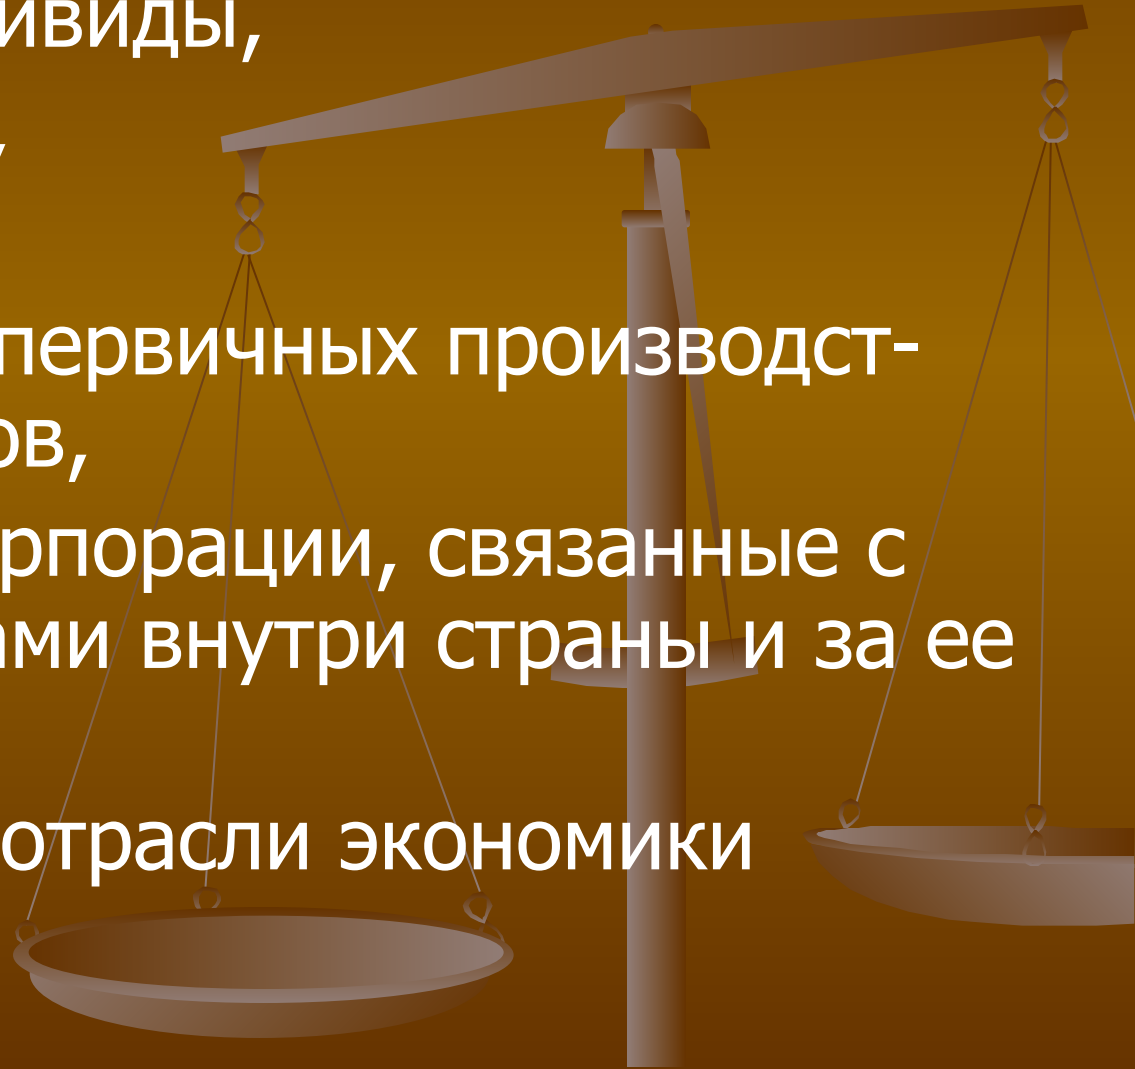 ивиды,
,
первичных производст-
ов,
рпорации, связанные с
ами внутри страны и за ее
отрасли экономики